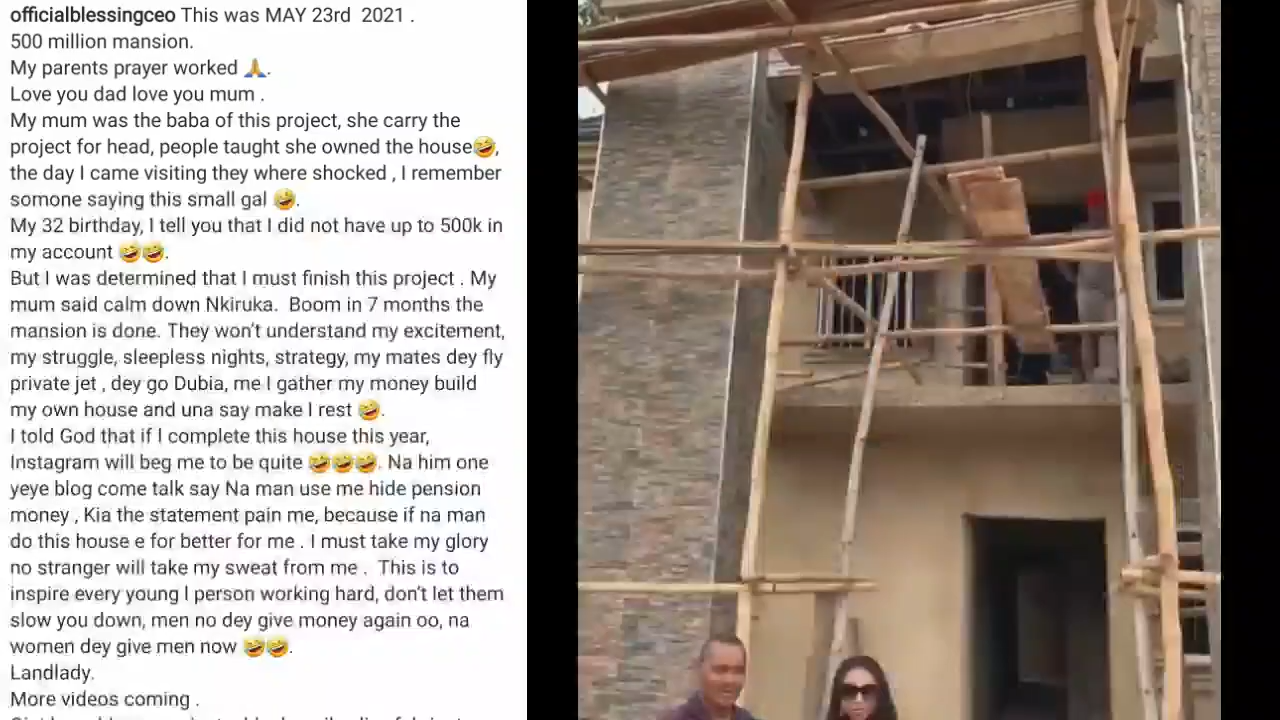 officialblessingceo This was MAY 23rd 2021 .
500 million mansion.
My parents prayer worked 🙏.
Love you dad love you mum .
My mum was the baba of this project, she carry the
project for head, people taught she owned the house🤣,
the day I came visiting they where shocked , I remember
somone saying this small gal 🤣.
My 32 birthday, I tell you that I did not have up to 500k in
my account 🤣🤣.
But I was determined that I must finish this project . My
mum said calm down Nkiruka. Boom in 7 months the
mansion is done. They won’t understand my excitement,
my struggle, sleepless nights, strategy, my mates dey fly
private jet , dey go Dubia, me I gather my money build
my own house and una say make I rest 🤣.
I told God that if I complete this house this year,
Instagram will beg me to be quite 🤣🤣🤣. Na him one
yeye blog come talk say Na man use me hide pension
money , Kia the statement pain me, because if na man
do this house e for better for me . I must take my glory
no stranger will take my sweat from me . This is to
inspire every young l person working hard, don’t let them
slow you down, men no dey give money again oo, na
women dey give men now 🤣🤣.
Landlady.
More videos coming .